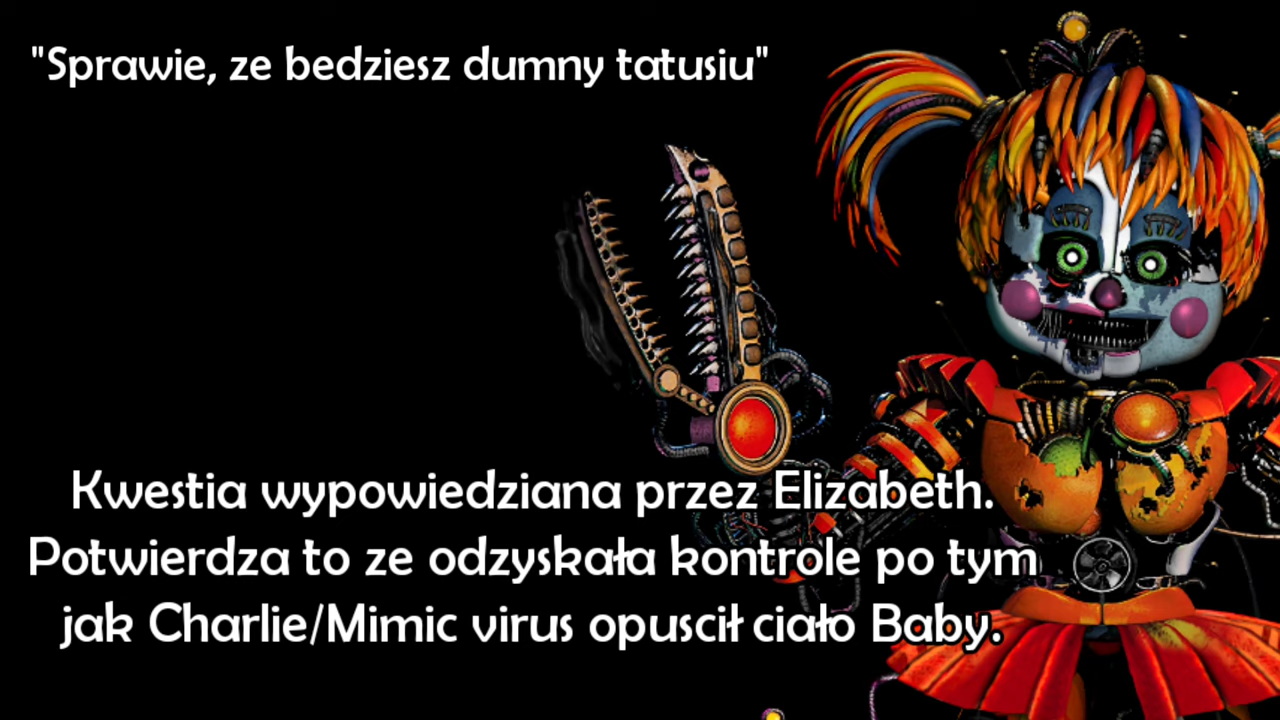 "Sprawie, ze bedziesz dumny tatusiu"
Kwestia wypowiedziana przez Elizabeth.
Potwierdza to ze odzyskała kontrole po tym
jak Charlie/Mimic virus opuscił ciało Baby.